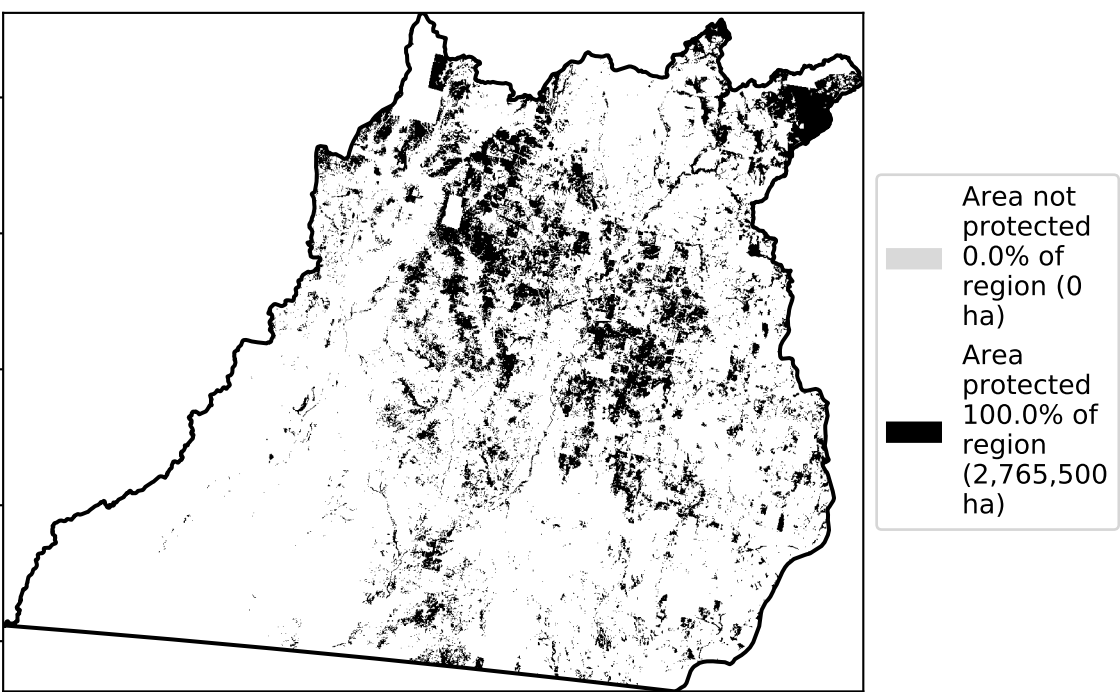 Area not
protected
0.0% of
region (0
ha)
Area
protected
100.0% of
region
(2,765,500
ha)